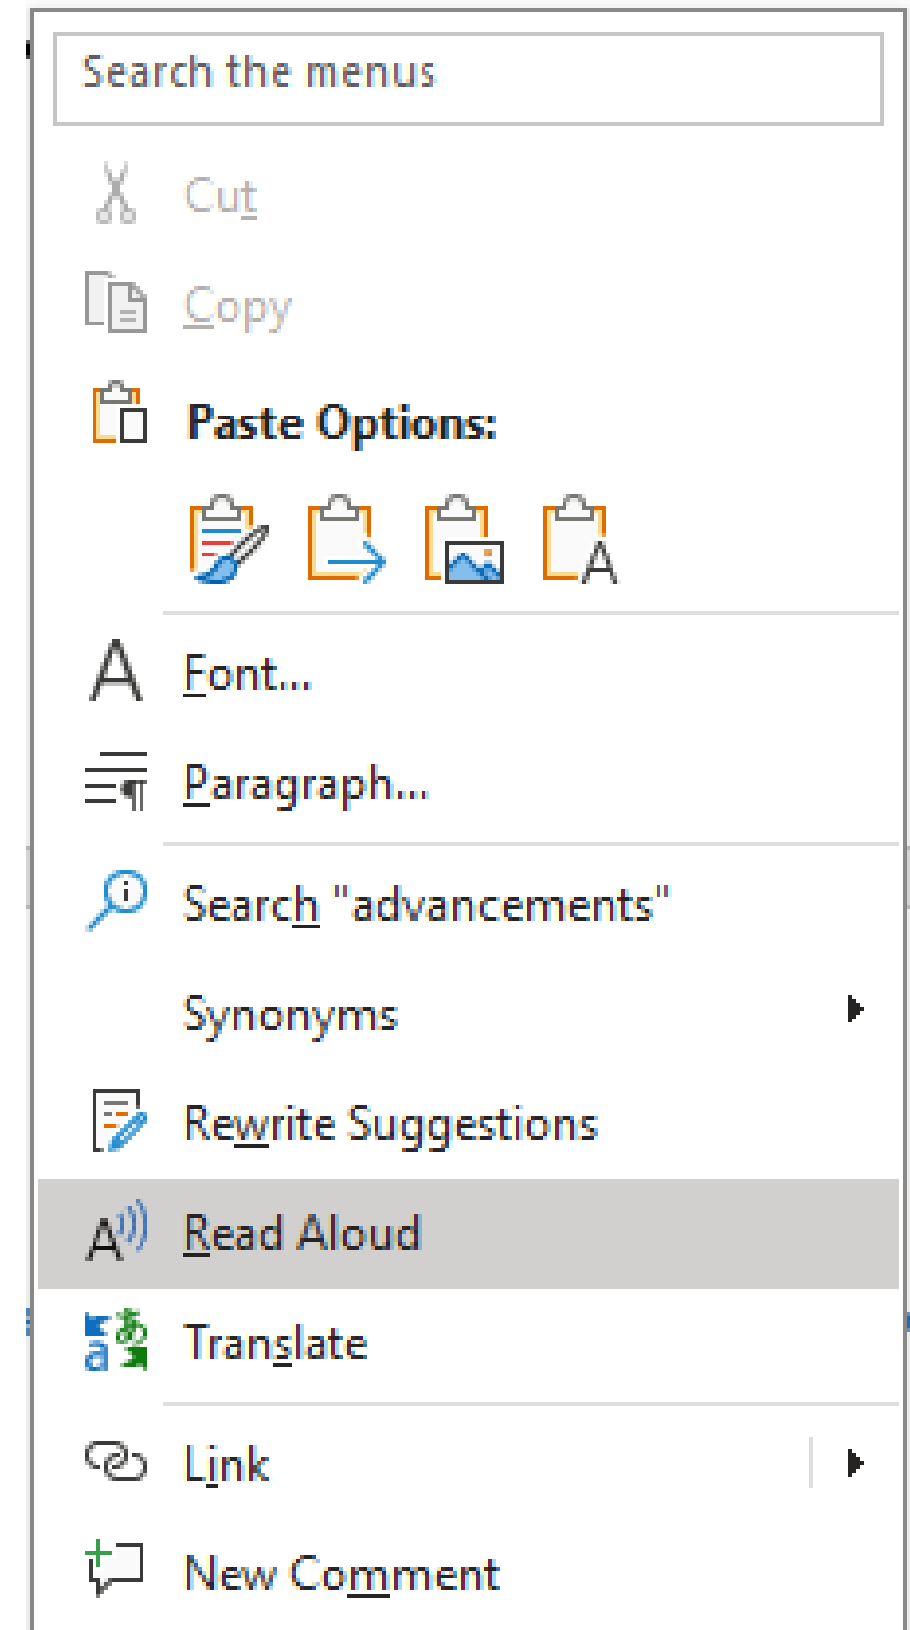 Search the menus
Cut
Copy
Paste Options:
Font...
Paragraph...
Search "advancements"
Synonyms
Rewrite Suggestions
Read Aloud
Translate
Link
New Comment